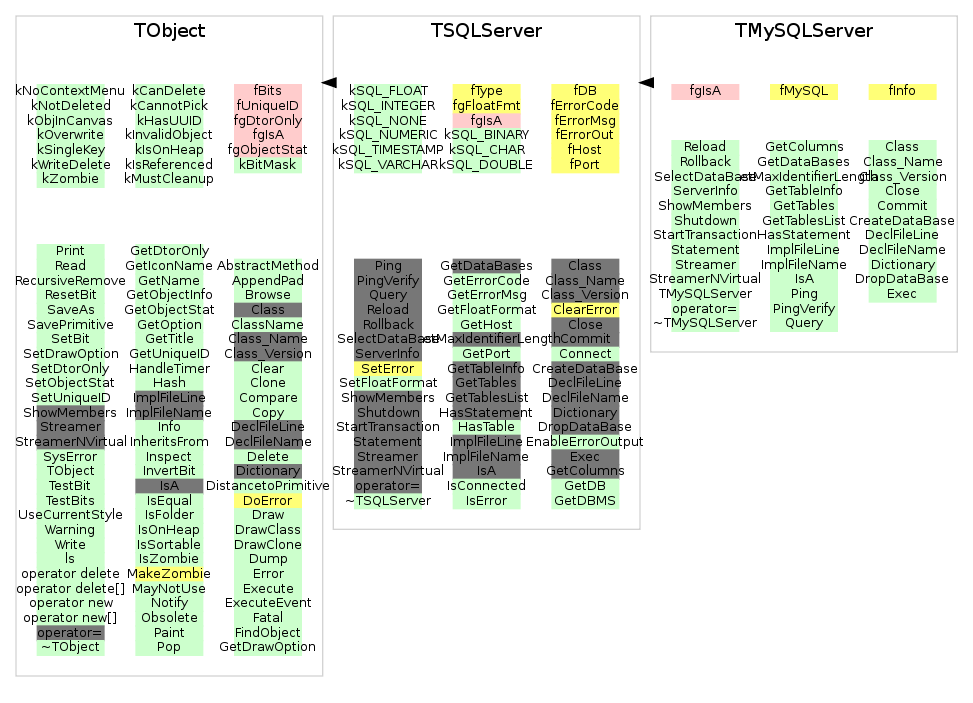 TObject
kNoContextMenu
kNotDeleted
kObjInCanvas
kOverwrite
kSingleKey
kWriteDelete
kZombie
kCanDelete
kCannotPick
kHasUUID
kInvalidObject
kIsOnHeap
kIsReferenced
kMustCleanup
fBits
fUniqueID
fgDtorOnly
fgIsA
fgObjectStat
kBitMask
Print
Read
RecursiveRemove
ResetBit
SaveAs
SavePrimitive
SetBit
SetDrawOption
SetDtorOnly
SetObjectStat
SetUniqueID
ShowMembers
Streamer
StreamerNVirtual
SysError
TObject
TestBit
TestBits
UseCurrentStyle
Warning
Write
ls
operator delete
operator delete[]
operator new
operator new[]
operator=
~TObject
GetDtorOnly
GetIconName
GetName
GetObjectInfo
GetObjectStat
GetOption
GetTitle
GetUniqueID
HandleTimer
Hash
ImplFileLine
ImplFileName
Info
InheritsFrom
Inspect
InvertBit
IsA
IsEqual
IsFolder
IsOnHeap
IsSortable
IsZombie
MakeZombie
MayNotUse
Notify
Obsolete
Paint
Pop
AbstractMethod
AppendPad
Browse
Class
ClassName
Class_Name
Class_Version
Clear
Clone
Compare
Copy
DeclFileLine
DeclFileName
Delete
Dictionary
DistancetoPrimitive
DoError
Draw
DrawClass
DrawClone
Dump
Error
Execute
ExecuteEvent
Fatal
FindObject
GetDrawOption
TSQLServer
kSQL_FLOAT
kSQL_INTEGER
kSQL_NONE
kSQL_NUMERIC
kSQL_TIMESTAMP
kSQL_VARCHAR
fType
fgFloatFmt
fgIsA
kSQL_BINARY
kSQL_CHAR
kSQL_DOUBLE
fDB
fErrorCode
fErrorMsg
fErrorOut
fHost
fPort
Ping
PingVerify
Query
Reload
Rollback
SelectDataBase
ServerInfo
SetError
SetFloatFormat
ShowMembers
Shutdown
StartTransaction
Statement
Streamer
StreamerNVirtual
operator=
~TSQLServer
GetDataBases
GetErrorCode
GetErrorMsg
GetFloatFormat
GetHost
GetMaxIdentifierLength
GetPort
GetTableInfo
GetTables
GetTablesList
HasStatement
HasTable
ImplFileLine
ImplFileName
IsA
IsConnected
IsError
Class
Class_Name
Class_Version
ClearError
Close
Commit
Connect
CreateDataBase
DeclFileLine
DeclFileName
Dictionary
DropDataBase
EnableErrorOutput
Exec
GetColumns
GetDB
GetDBMS
TMySQLServer
fgIsA
fMySQL
fInfo
Reload
Rollback
SelectDataBase
ServerInfo
ShowMembers
Shutdown
StartTransaction
Statement
Streamer
StreamerNVirtual
TMySQLServer
operator=
~TMySQLServer
GetColumns
GetDataBases
GetMaxIdentifierLength
GetTableInfo
GetTables
GetTablesList
HasStatement
ImplFileLine
ImplFileName
IsA
Ping
PingVerify
Query
Class
Class_Name
Class_Version
Close
Commit
CreateDataBase
DeclFileLine
DeclFileName
Dictionary
DropDataBase
Exec